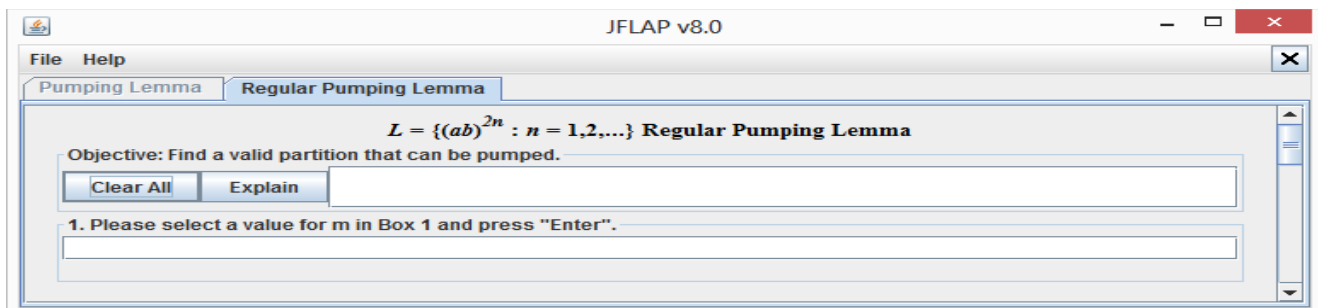 JFLAP v8.0
File Help
Pumping Lemma Regular Pumping Lemma
L = {(ab)^2n : n = 1,2,...} Regular Pumping Lemma
Objective: Find a valid partition that can be pumped.
Clear All Explain
1. Please select a value for m in Box 1 and press "Enter".